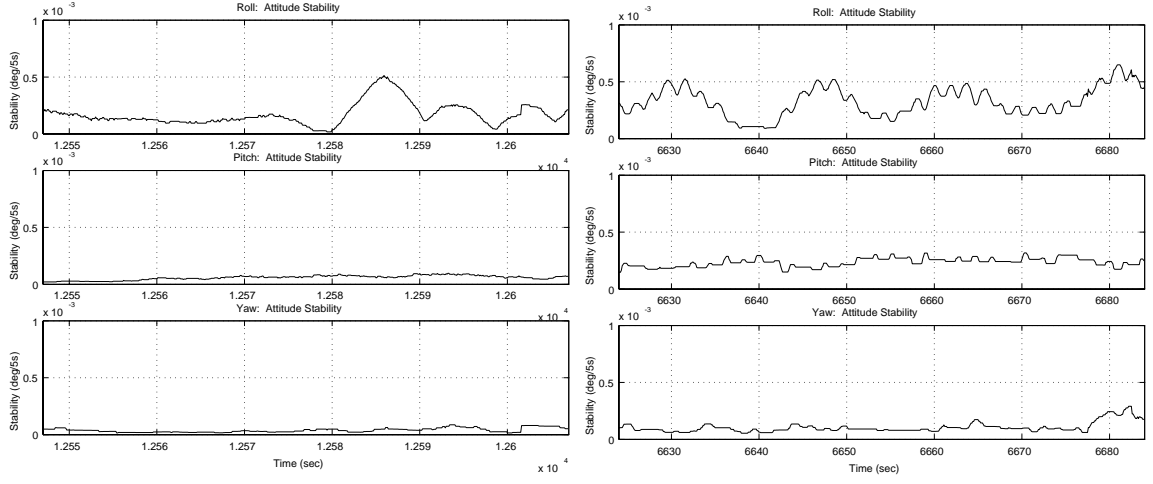 x 10 -3
Roll: Attitude Stability
1
0.5
0
Stability (deg/5s)
1.255 1.256 1.257 1.258 1.259 1.26
x 10 4
x 10 -3
Pitch: Attitude Stability
1
0.5
0
Stability (deg/5s)
1.255 1.256 1.257 1.258 1.259 1.26
x 10 4
x 10 -3
Yaw: Attitude Stability
1
0.5
0
Stability (deg/5s)
1.255 1.256 1.257 1.258 1.259 1.26
Time (sec)
x 10 4
x 10 -3
Roll: Attitude Stability
1
0.5
0
Stability (deg/5s)
6630 6640 6650 6660 6670 6680
x 10 -3
Pitch: Attitude Stability
1
0.5
0
Stability (deg/5s)
6630 6640 6650 6660 6670 6680
x 10 -3
Yaw: Attitude Stability
1
0.5
0
Stability (deg/5s)
6630 6640 6650 6660 6670 6680
Time (sec)